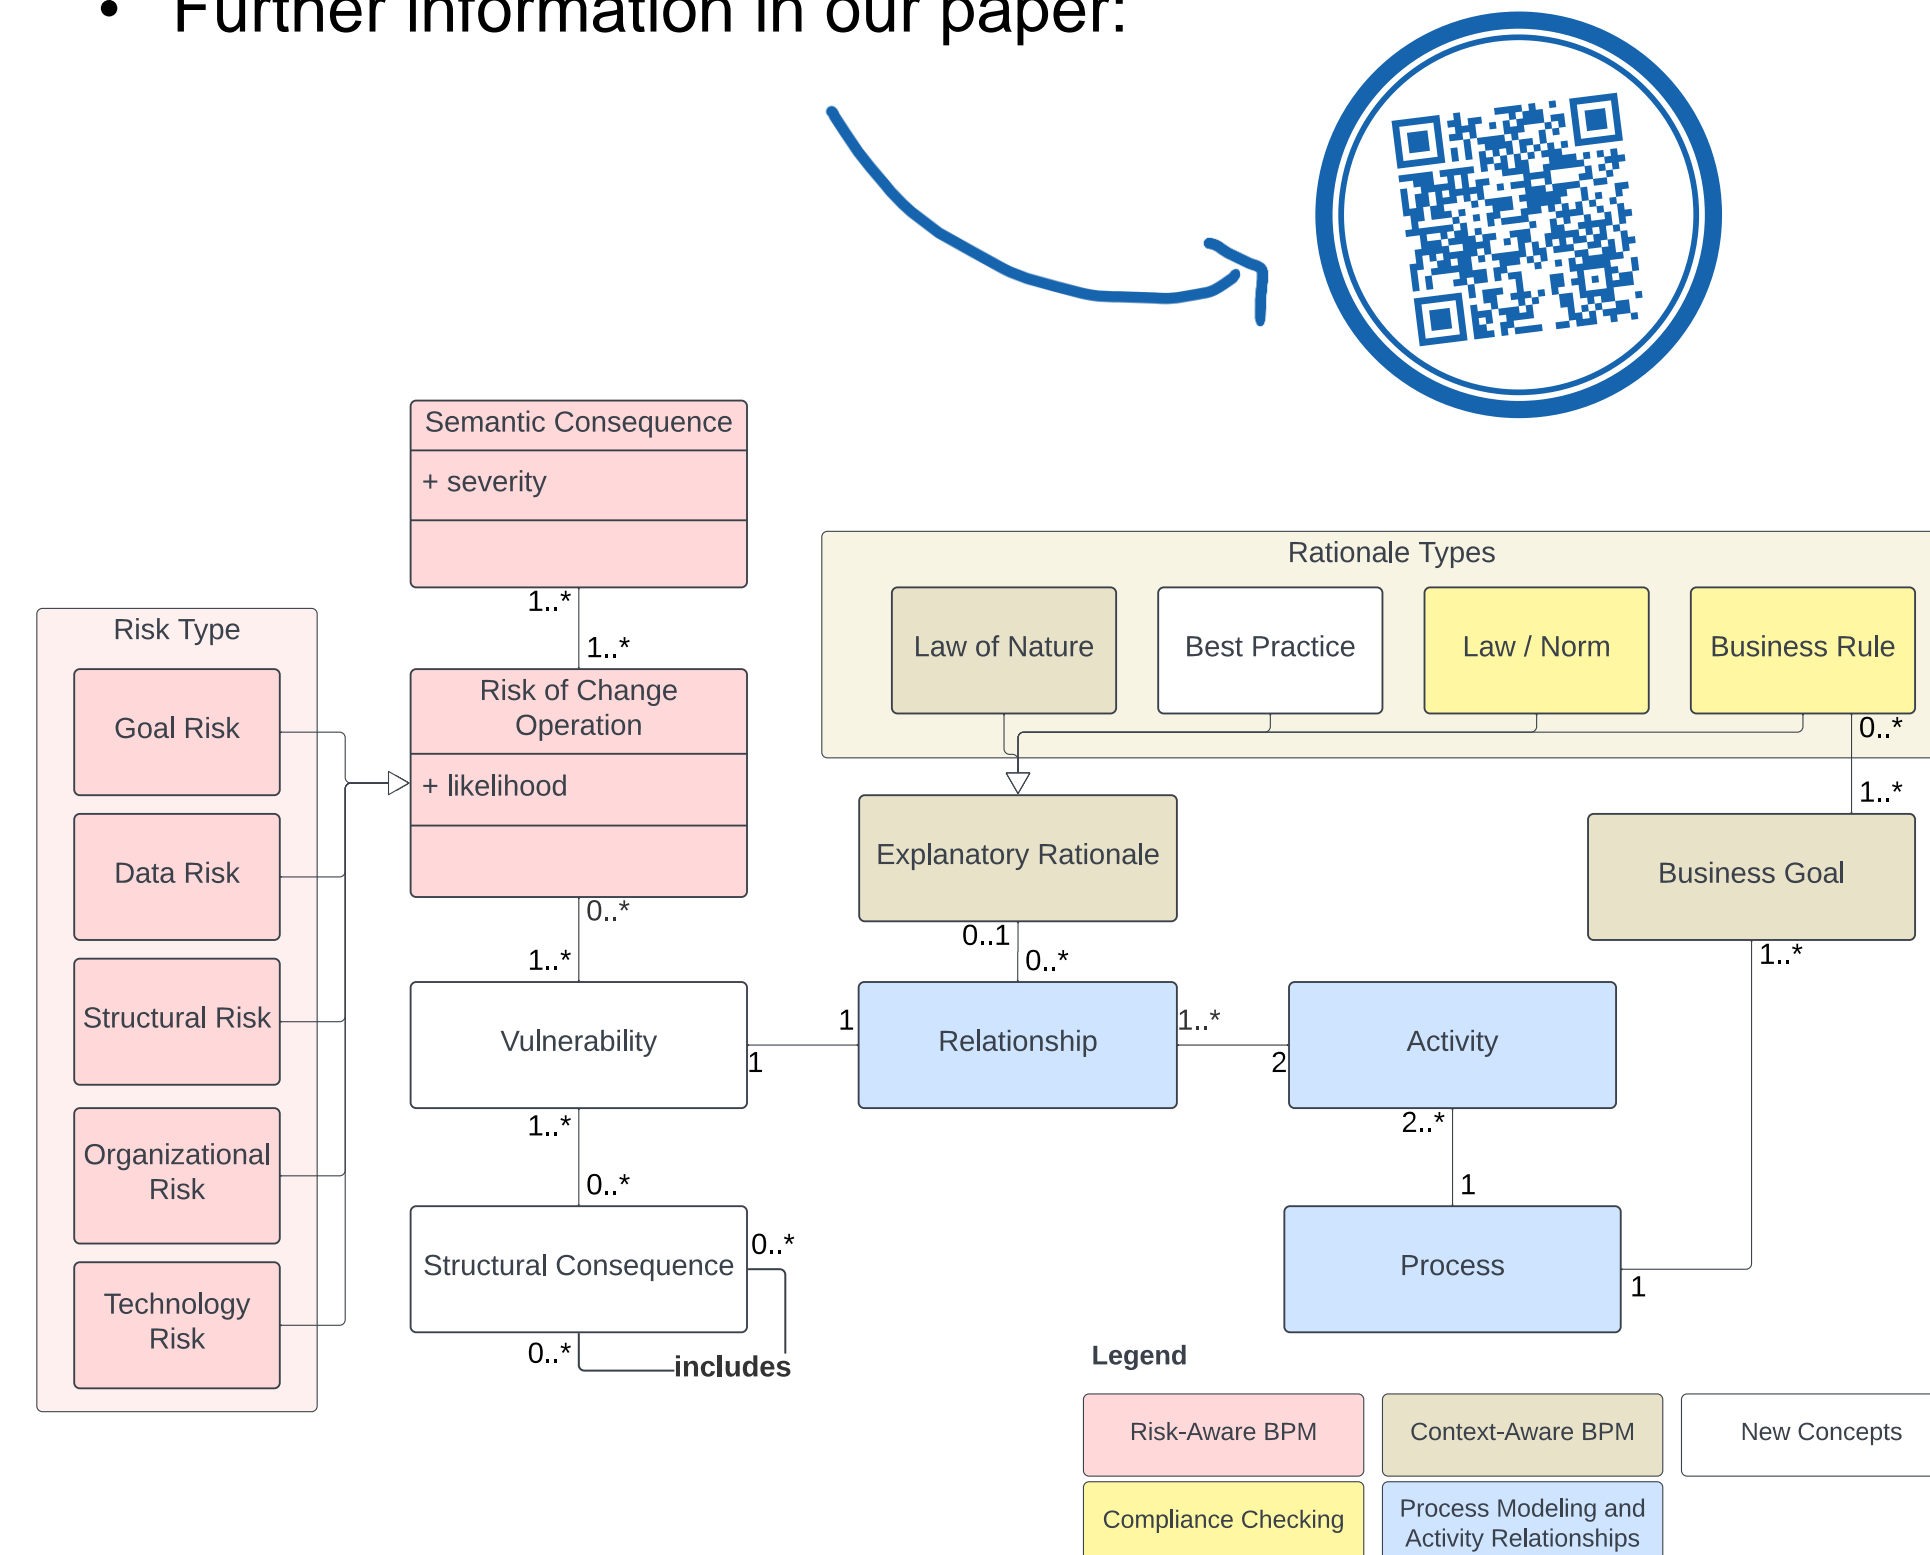 • Further information in our paper:
Semantic Consequence
+ severity
1..*
1..*
Risk Type
Goal Risk
Data Risk
Structural Risk
Organizational
Risk
Technology
Risk
Risk of Change
Operation
+ likelihood
0..*
1..*
Vulnerability
1
1
1..*
0..*
Structural Consequence
0..*
0..*
includes
Rationale Types
Law of Nature
Best Practice
Law / Norm
Business Rule
0..*
1..*
Explanatory Rationale
Business Goal
0..1
0..*
1..*
Relationship
1..*
2
Activity
2..*
1
Process
1
Legend
Risk-Aware BPM
Context-Aware BPM
New Concepts
Compliance Checking
Process Modeling and
Activity Relationships